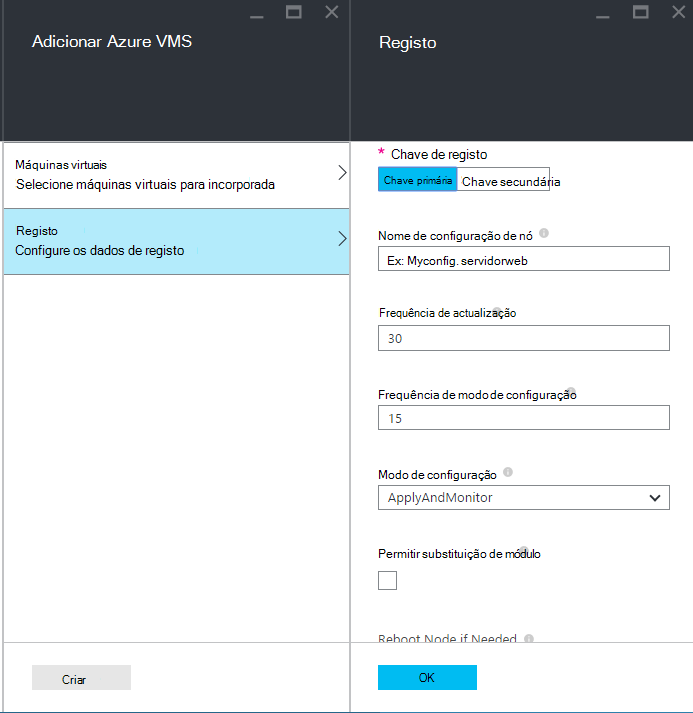 Adicionar Azure VMS
Máquinas virtuais
Selecione máquinas virtuais para incorporada
Registo
Configure os dados de registo
Criar
Registo
* Chave de registo
Chave primária
Chave secundária
Nome de configuração de nó
Ex: Myconfig. servidorweb
Frequência de actualização
30
Frequência de modo de configuração
15
Modo de configuração
ApplyAndMonitor
Permitir substituição de módulo
Reboot Node if Needed
OK